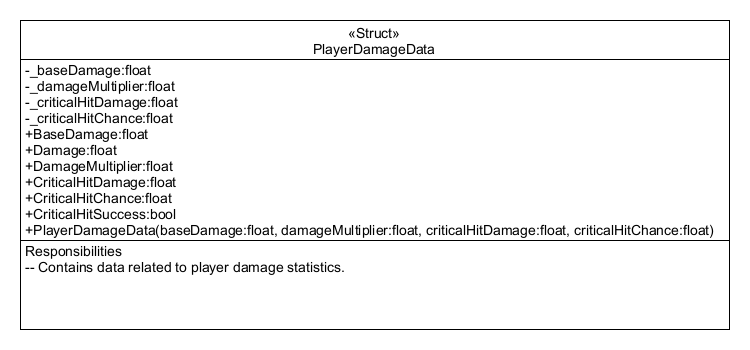 «Struct»
PlayerDamageData
-_baseDamage:float
-_damageMultiplier:float
-_criticalHitDamage:float
-_criticalHitChance:float
+BaseDamage:float
+Damage:float
+DamageMultiplier:float
+CriticalHitDamage:float
+CriticalHitChance:float
+CriticalHitSuccess:bool
+PlayerDamageData(baseDamage:float, damageMultiplier:float, criticalHitDamage:float, criticalHitChance:float)
Responsibilities
-- Contains data related to player damage statistics.